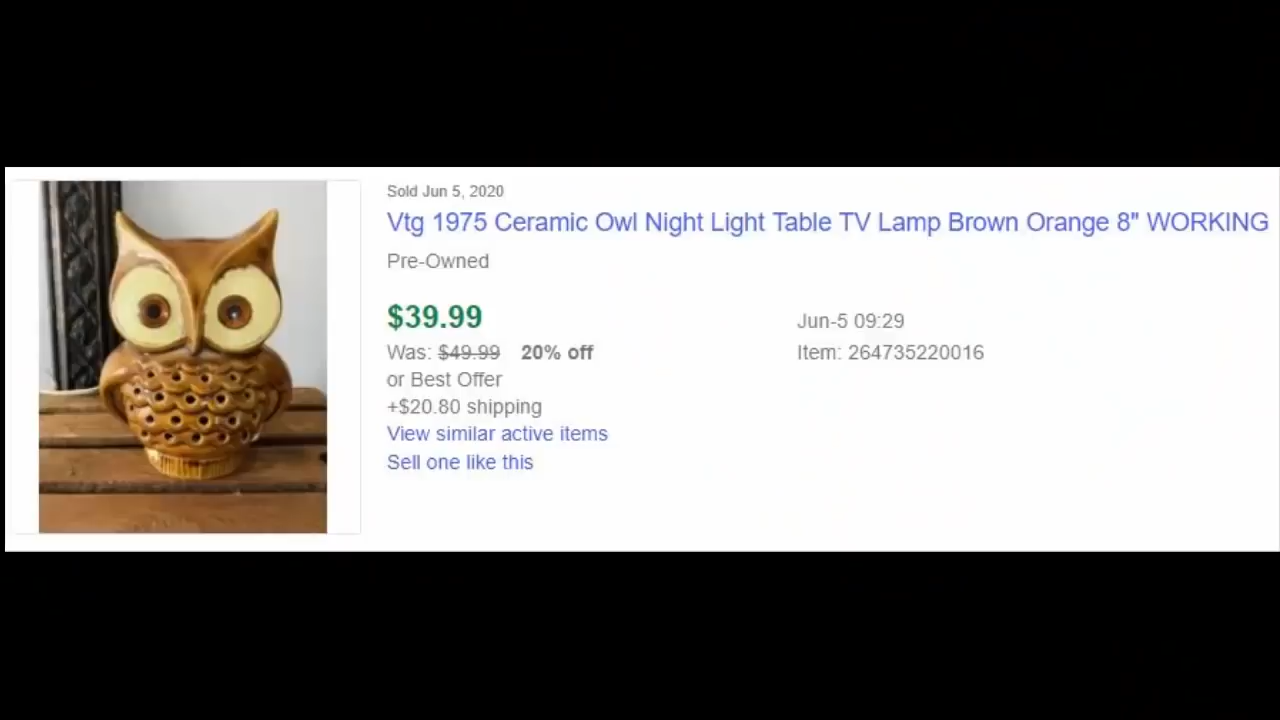 Sold Jun 5, 2020
Vtg 1975 Ceramic Owl Night Light Table TV Lamp Brown Orange 8" WORKING
Pre-Owned
$39.99
Jun-5 09:29
Was: $49.99 20% off
Item: 264735220016
or Best Offer
+$20.80 shipping
View similar active items
Sell one like this